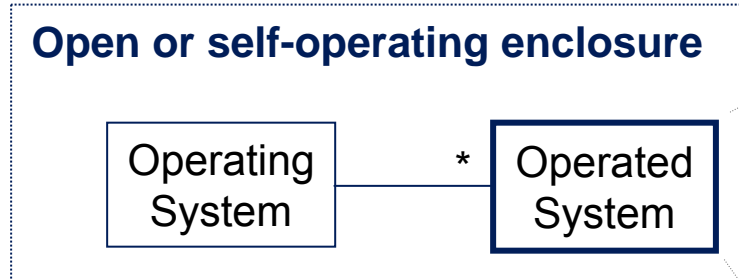 Open or self-operating enclosure
Operating
System
*
Operated
System